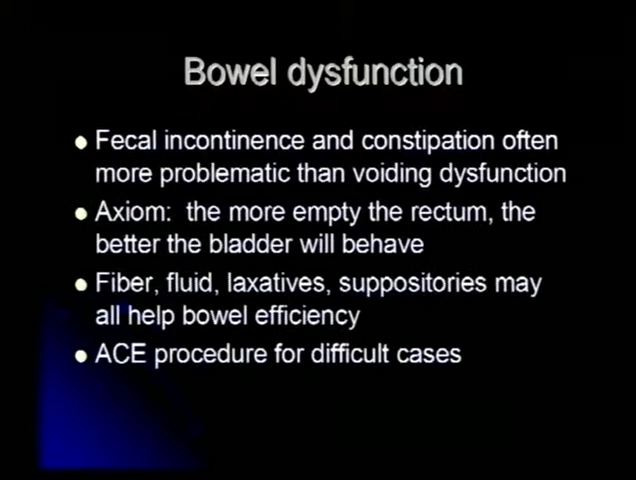 Bowel dysfunction
Fecal incontinence and constipation often
more problematic than voiding dysfunction
Axiom: the more empty the rectum, the
better the bladder will behave
Fiber, fluid, laxatives, suppositories may
all help bowel efficiency
ACE procedure for difficult cases